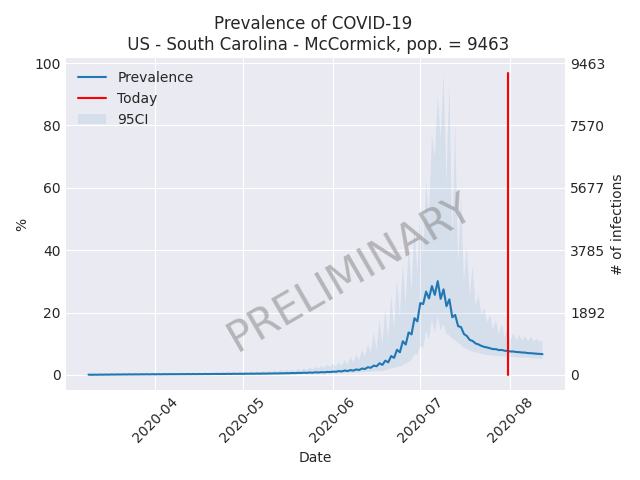 Prevalence of COVID-19
US - South Carolina - McCormick, pop. = 9463
Prevalence
Today
95CI
PRELIMINARY
100
80
60
40
20
0
%
9463
7570
5677
3785
1892
0
# of infections
2020-04
2020-05
2020-06
2020-07
2020-08
Date